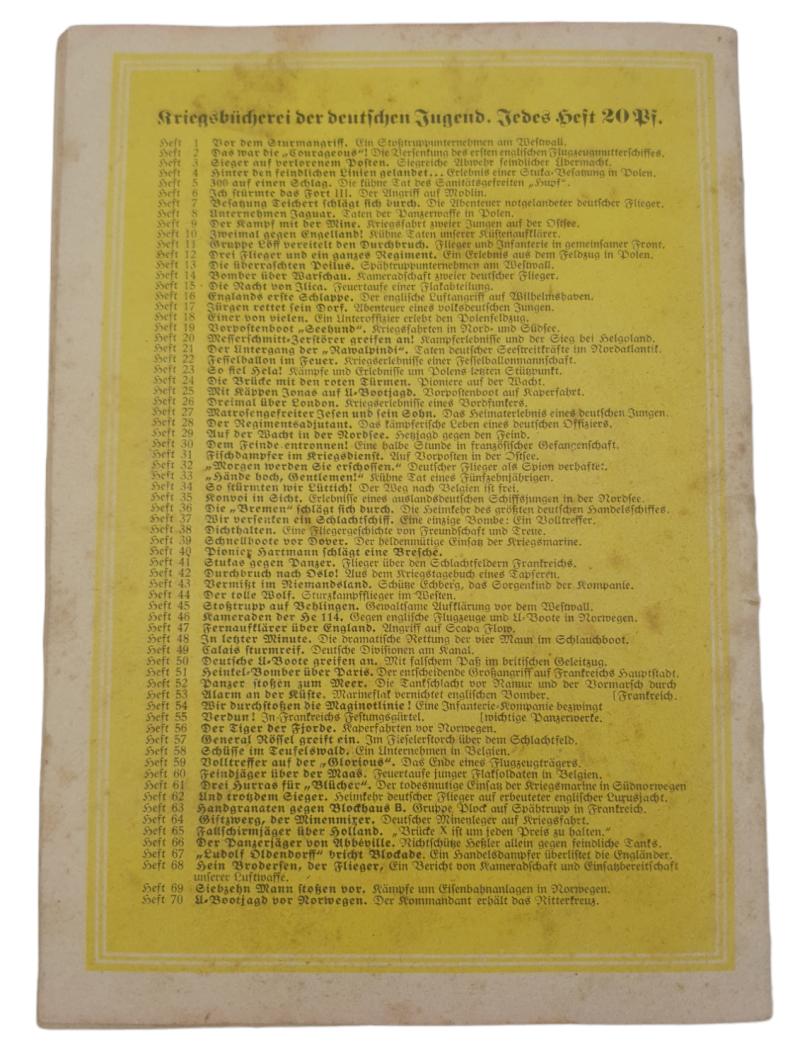 Kriegsbücherei der deutschen Jugend. Jedes Heft 20 Pf.
Heft 1 Vor dem Sturmangriff. Ein Stoßtruppunternehmen am Westwall.
Heft 2 Das war die „Courageous“! Die Versenkung des ersten englischen Flugzeugmutterschiffes.
Heft 3 Sieger auf verlorenem Posten. Siegreiche Abwehr feindlicher Übermacht.
Heft 4 Hinter den feindlichen Linien gelandet... Erlebnis einer Stuka-Besatzung in Polen.
Heft 5 300 auf einen Schlag. Die kühne Tat des Sanitätsgefreiten „Hupf“.
Heft 6 Ich stürmte das Fort III. Der Angriff auf Modlin.
Heft 7 Besatzung Teichert schlägt sich durch. Die Abenteuer notgelandeter deutscher Flieger.
Heft 8 Unternehmen Jaguar. Taten der Panzerwaffe in Polen.
Heft 9 Der Kampf mit der Mine. Kriegsfahrt zweier Jungen auf der Ostsee.
Heft 10 Zweimal gegen Engelland! Kühne Taten unserer Küstenaufklärer.
Heft 11 Gruppe Löff vereitelt den Durchbruch. Flieger und Infanterie in gemeinsamer Front.
Heft 12 Drei Flieger und ein ganzes Regiment. Ein Erlebnis aus dem Feldzug in Polen.
Heft 13 Die überraschten Poilus. Spähtruppunternehmen am Westwall.
Heft 14 Bomber über Warschau. Kameradschaft zweier deutscher Flieger.
Heft 15 Die Nacht von Ilica. Feuertaufe einer Flakabteilung.
Heft 16 Englands erste Schlappe. Der englische Luftangriff auf Wilhelmshaven.
Heft 17 Jürgen rettet sein Dorf. Abenteuer eines volksdeutschen Jungen.
Heft 18 Einer von vielen. Ein Unteroffizier erlebt den Polenfeldzug.
Heft 19 Vorpostenboot „Seehund“. Kriegsfahrten in Nord- und Südsee.
Heft 20 Messerschmitt-Zerstörer greifen an! Kampferlebnisse und der Sieg bei Helgoland.
Heft 21 Der Untergang der „Rawalpindi“. Taten deutscher Seestreitkräfte im Nordatlantik.
Heft 22 Fesselballon im Feuer. Kriegserlebnisse einer Fesselballonmannschaft.
Heft 23 So fiel Hela! Kämpfe und Erlebnisse um Polens letzten Stützpunkt.
Heft 24 Die Brücke mit den roten Türmen. Pioniere auf der Wacht.
Heft 25 Mit Käppen Jonas auf U-Bootjagd. Vorpostenboot auf Kaperfahrt.
Heft 26 Dreimal über London. Kriegserlebnisse eines Bordfunkers.
Heft 27 Matrosengefreiter Jesen und sein Sohn. Das Heimaterlebnis eines deutschen Jungen.
Heft 28 Der Regimentsadjutant. Das kämpferische Leben eines deutschen Offiziers.
Heft 29 Auf der Wacht in der Nordsee. Hetzjagd gegen den Feind.
Heft 30 Dem Feinde entronnen! Eine halbe Stunde in französischer Gefangenschaft.
Heft 31 Fischdampfer im Kriegsdienst. Auf Vorposten in der Ostsee.
Heft 32 „Morgen werden Sie erschossen.“ Deutscher Flieger als Spion verhaftet.
Heft 33 „Hände hoch, Gentlemen!“ Kühne Tat eines Fünfzehnjährigen.
Heft 34 So stürmten wir Lüttich! Der Weg nach Belgien ist frei.
Heft 35 Konvoi in Sicht. Erlebnisse eines auslandsdeutschen Schiffsjungen in der Nordsee.
Heft 36 Die „Bremen“ schlägt sich durch. Die Heimkehr des größten deutschen Handelschiffes.
Heft 37 Wir versenken ein Schlachtschiff. Eine einzige Bombe: Ein Volltreffer.
Heft 38 Dichthalten. Eine Fliegergeschichte von Freundschaft und Treue.
Heft 39 Schnellboote vor Dover. Der heldenmütige Einsatz der Kriegsmarine.
Heft 40 Pionier Hartmann schlägt eine Bresche.
Heft 41 Stukas gegen Panzer. Flieger über den Schlachtfeldern Frankreichs.
Heft 42 Durchbruch nach Oslo! Aus dem Kriegstagebuch eines Tapferen.
Heft 43 Vermißt im Niemandsland. Schütze Echberg, das Sorgenkind der Kompanie.
Heft 44 Der tolle Wolf. Sturzkampfflieger im Westen.
Heft 45 Stoßtrupp auf Behlingen. Gewaltsame Aufklärung vor dem Westwall.
Heft 46 Kameraden der He 114. Gegen englische Flugzeuge und U-Boote in Norwegen.
Heft 47 Fernaufklärer über England. Angriff auf Scapa Flow.
Heft 48 In letzter Minute. Die dramatische Rettung der vier Mann im Schlauchboot.
Heft 49 Calais sturmreif. Deutsche Divisionen am Kanal.
Heft 50 Deutsche U-Boote greifen an. Mit falschem Paß im britischen Geleitzug.
Heft 51 Heinkel-Bomber über Paris. Der entscheidende Großangriff auf Frankreichs Hauptstadt.
Heft 52 Panzer stoßen zum Meer. Die Tankschlacht vor Namur und der Vormarsch durch
Heft 53 Alarm an der Küste. Marineflak vernichtet englischen Bomber. [Frankreich.
Heft 54 Wir durchstoßen die Maginotlinie! Eine Infanterie-Kompanie bezwingt
Heft 55 Verdun! In Frankreichs Festungsgürtel. [wichtige Panzerwerke.
Heft 56 Der Tiger der Fjorde. Kaperfahrten vor Norwegen.
Heft 57 General Rössel greift ein. Im Fieselerstorch über dem Schlachtfeld.
Heft 58 Schüsse im Teufelswald. Ein Unternehmen in Belgien.
Heft 59 Volltreffer auf der „Glorious“. Das Ende eines Flugzeugträgers.
Heft 60 Feindjäger über der Maas. Feuertaufe junger Flaksoldaten in Belgien.
Heft 61 Drei Hurras für „Blücher“. Der todesmutige Einsatz der Kriegsmarine in Südnorwegen
Heft 62 Und trotzdem Sieger. Heimkehr deutscher Flieger auf erbeuteter englischer Luxusjacht.
Heft 63 Handgranaten gegen Blockhaus B. Gruppe Plock auf Spähtrupp in Frankreich.
Heft 64 Giftzwerg, der Minenmixer. Deutscher Minenleger auf Kriegsfahrt.
Heft 65 Fallschirmjäger über Holland. „Brücke X ist um jeden Preis zu halten.“
Heft 66 Der Panzerjäger von Abbéville. Richtschütze Heßler allein gegen feindliche Tanks.
Heft 67 „Ludolf Oldendorff“ bricht Blockade. Ein Handelsdampfer überlistet die Engländer.
Heft 68 Hein Brodersen, der Flieger. Ein Bericht von Kameradschaft und Einsatzbereitschaft
unserer Luftwaffe.
Heft 69 Siebzehn Mann stoßen vor. Kämpfe um Eisenbahnanlagen in Norwegen.
Heft 70 U-Bootjagd vor Norwegen. Der Kommandant erhält das Ritterkreuz.